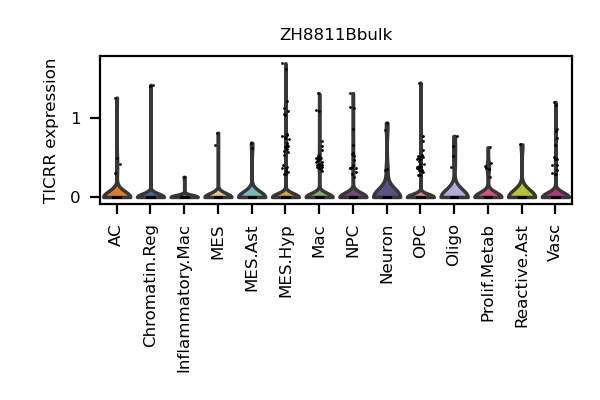 ZH8811Bbulk
TICRR expression
1
0
AC
Chromatin.Reg
Inflammatory.Mac
MES
MES.Ast
MES.Hyp
Mac
NPC
Neuron
OPC
Oligo
Prolif.Metab
Reactive.Ast
Vasc